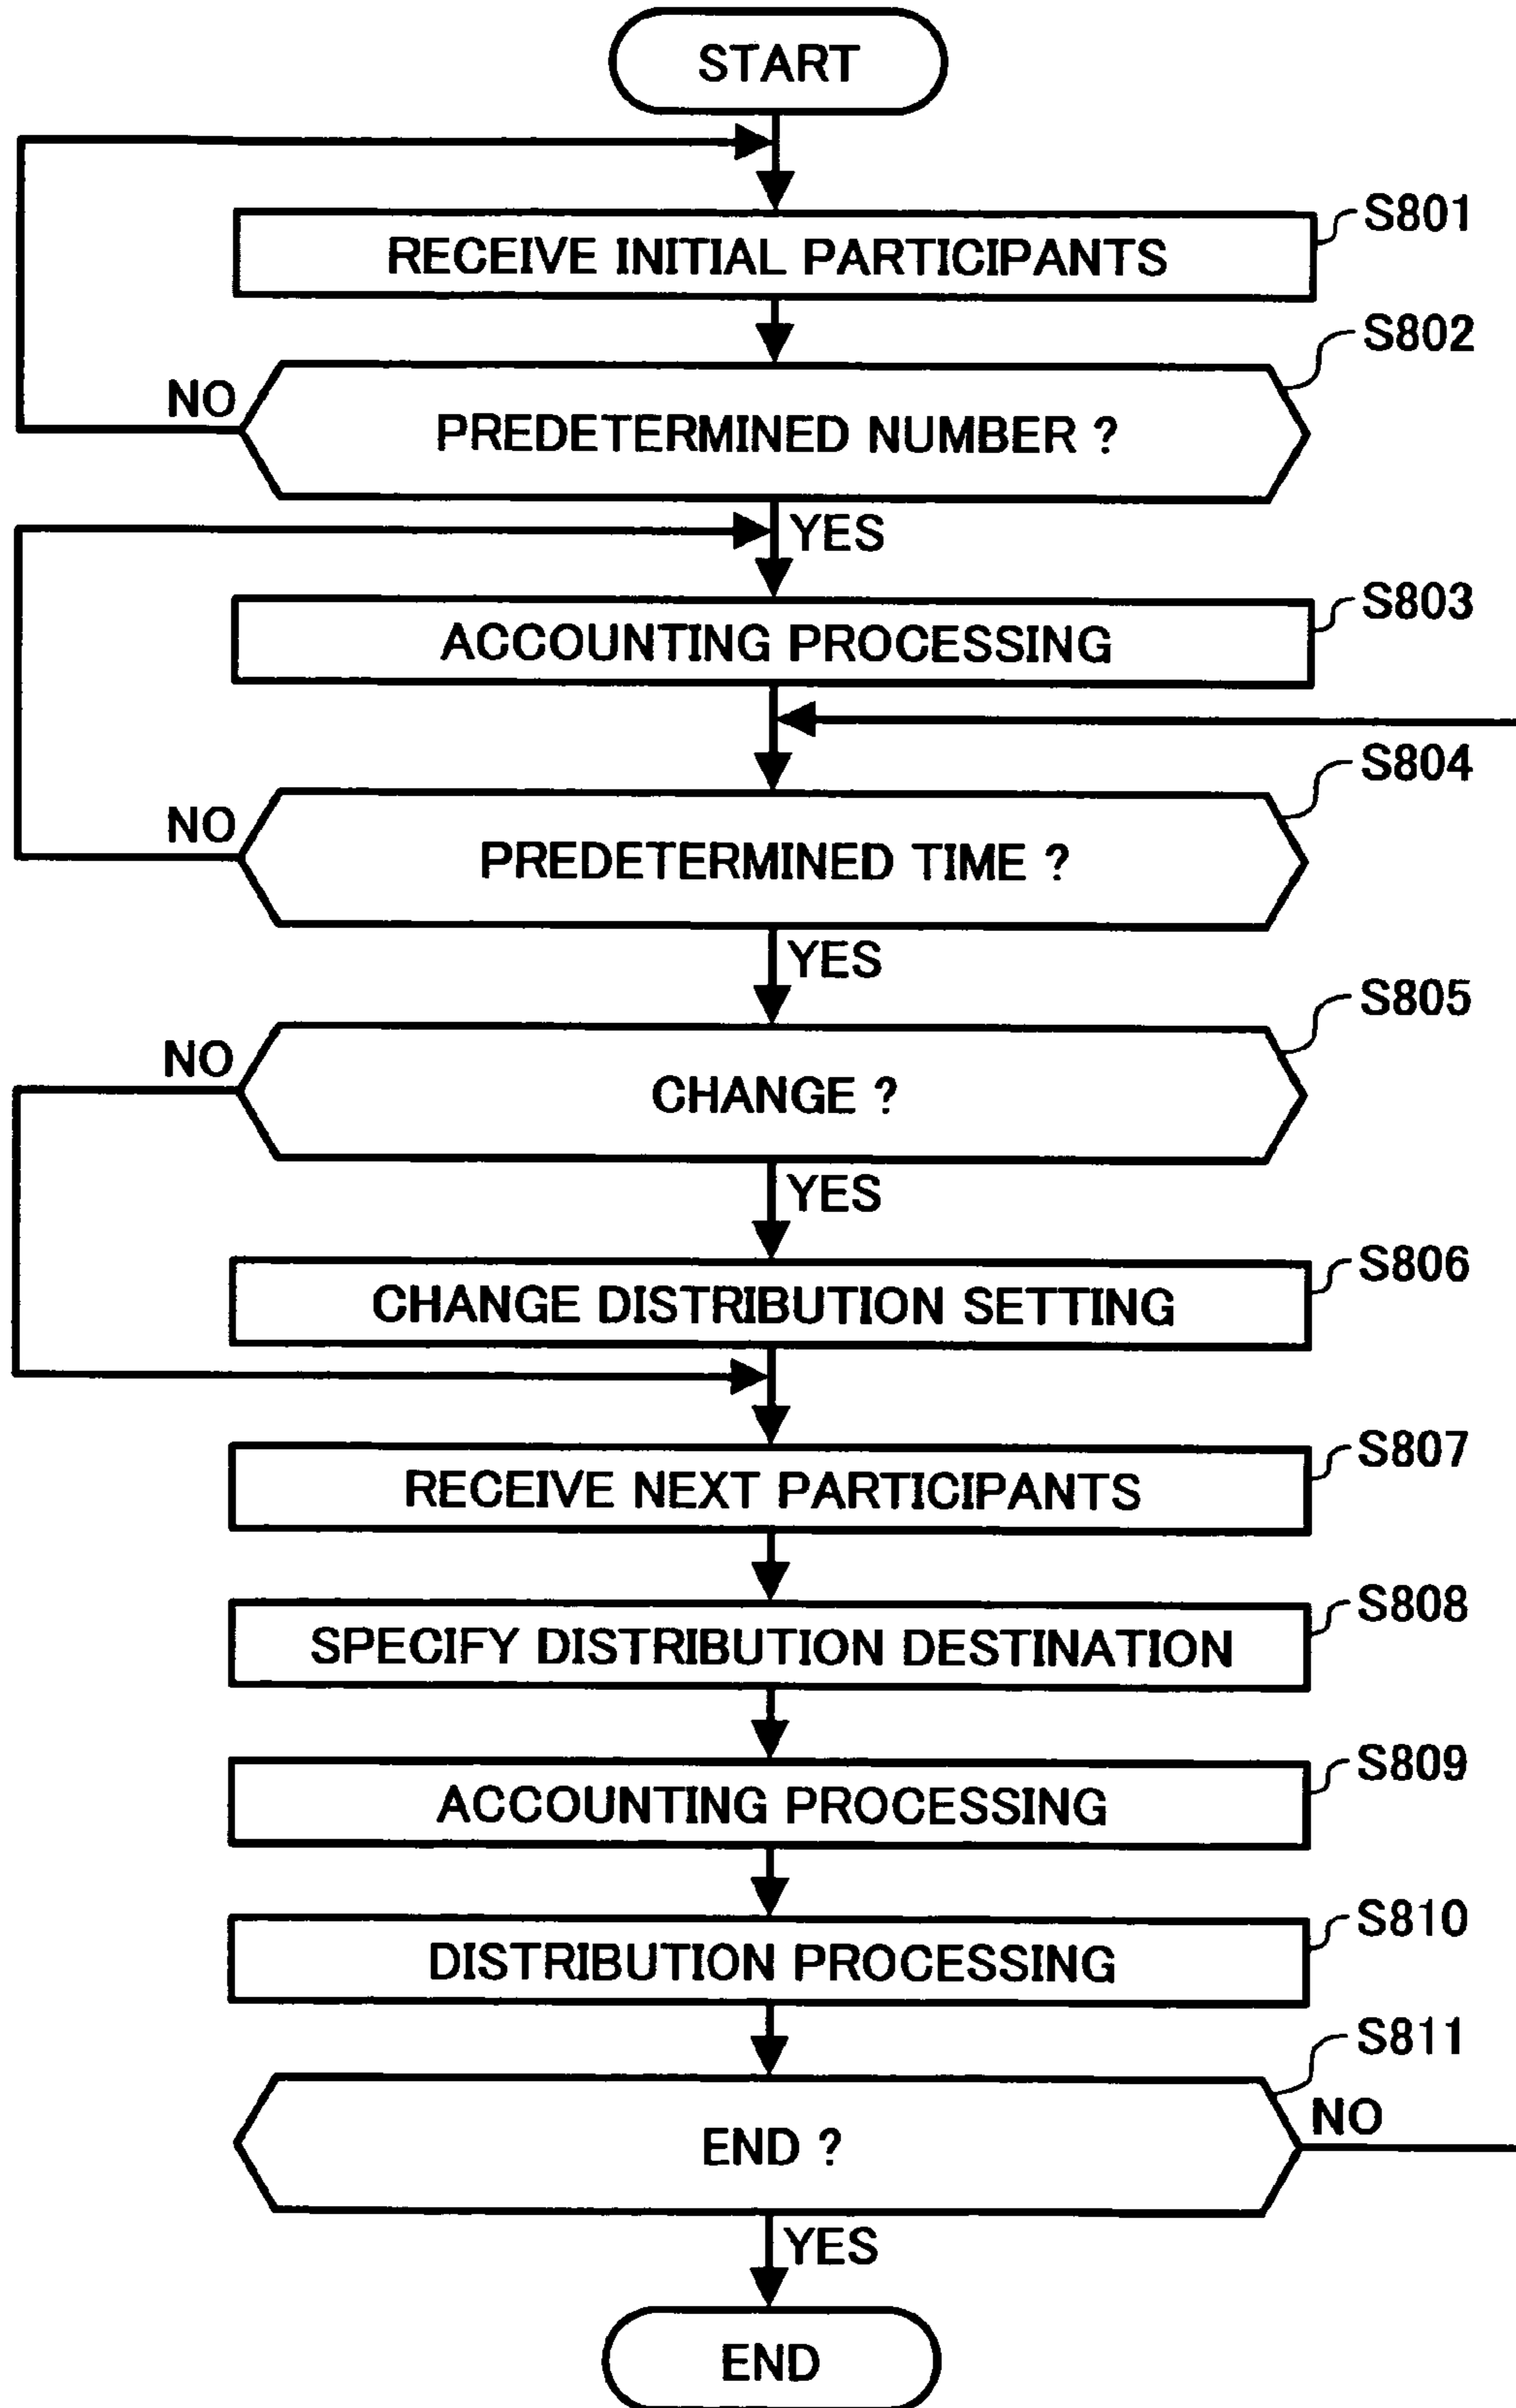 START
S801
RECEIVE INITIAL PARTICIPANTS
S802
NO
PREDETERMINED NUMBER ?
YES
S803
ACCOUNTING PROCESSING
S804
NO
PREDETERMINED TIME ?
YES
S805
NO
CHANGE ?
YES
S806
CHANGE DISTRIBUTION SETTING
S807
RECEIVE NEXT PARTICIPANTS
S808
SPECIFY DISTRIBUTION DESTINATION
S809
ACCOUNTING PROCESSING
S810
DISTRIBUTION PROCESSING
S811
NO
END ?
YES
END